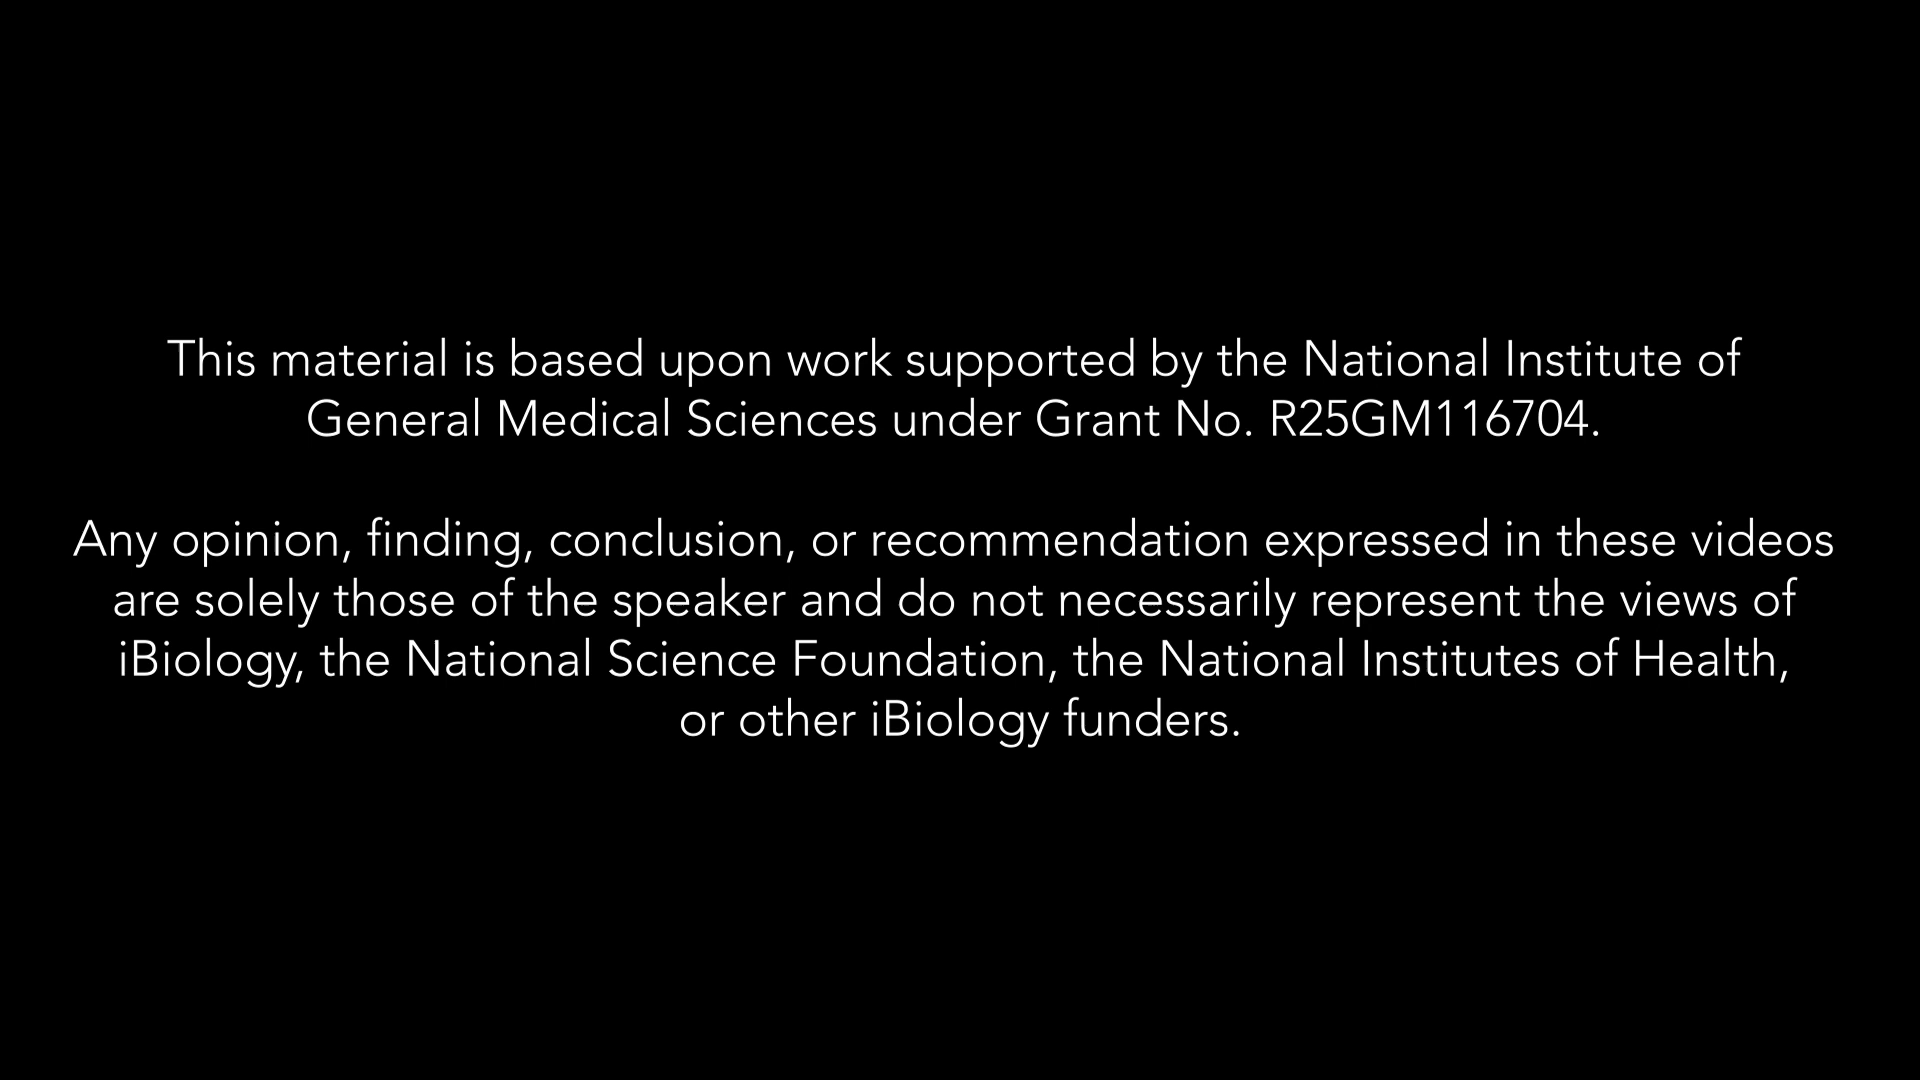 This material is based upon work supported by the National Institute of
General Medical Sciences under Grant No. R25GM116704.
Any opinion, finding, conclusion, or recommendation expressed in these videos
are solely those of the speaker and do not necessarily represent the views of
iBiology, the National Science Foundation, the National Institutes of Health,
or other iBiology funders.